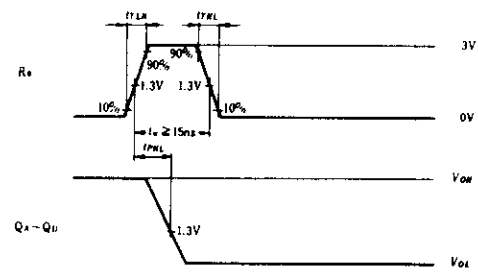 tTLH tTHL
90% 90% 3V
R0
1.3V 1.3V
10% 10%
0V
tw ≥ 15ns
tPHL
VOH
QA~QD
1.3V
VOL